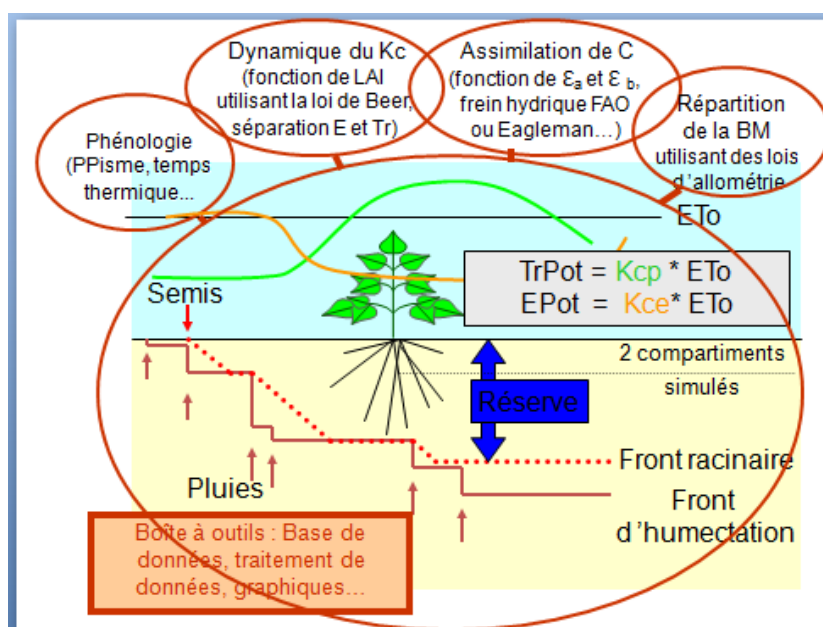 Dynamique du Kc
(fonction de LAI
utilisant la loi de Beer,
séparation E et Tr)
Assimilation de C
(fonction de Ɛa et Ɛ b,
frein hydrique FAO
ou Eagleman…)
Phénologie
(PPisme, temps
thermique...
Répartition
de la BM
utilisant des lois
d’allométrie
ETo
TrPot = Kcp * ETo
EPot = Kce* ETo
Semis
2 compartiments
simulés
Réserve
Front racinaire
Pluies
Front
d’humectation
Boîte à outils : Base de
données, traitement de
données, graphiques…